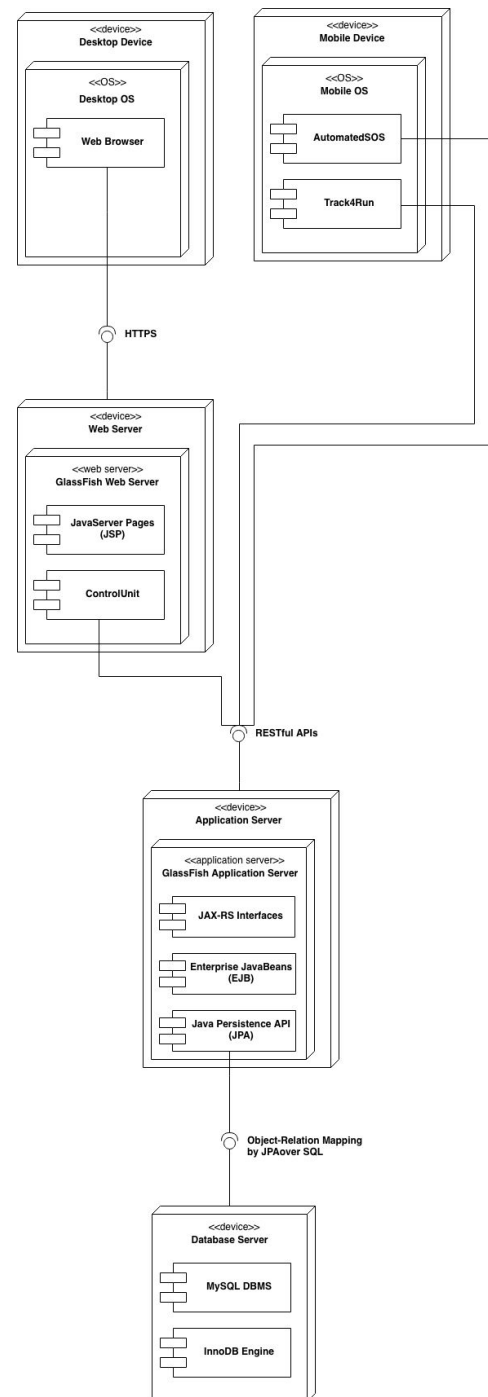 <<device>>
Desktop Device
<<OS>>
Desktop OS
Web Browser
<<device>>
Mobile Device
<<OS>>
Mobile OS
AutomatedSOS
Track4Run
HTTPS
<<device>>
Web Server
<<web server>>
GlassFish Web Server
JavaServer Pages
(JSP)
ControlUnit
RESTful APIs
<<device>>
Application Server
<<application server>>
GlassFish Application Server
JAX-RS Interfaces
Enterprise JavaBeans
(EJB)
Java Persistence API
(JPA)
Object-Relation Mapping
by JPAover SQL
<<device>>
Database Server
MySQL DBMS
InnoDB Engine